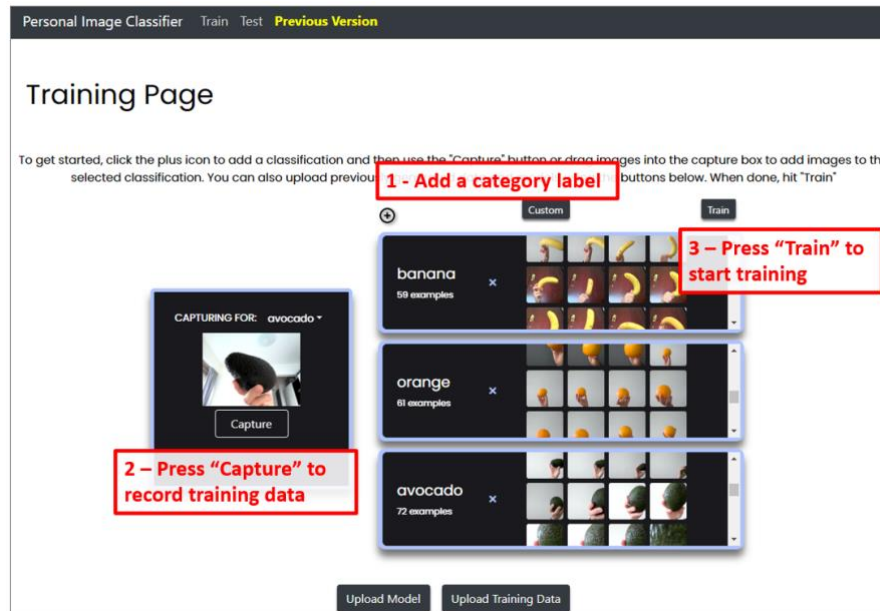 Personal Image Classifier Train Test Previous Version
Training Page
To get started, click the plus icon to add a classification and then use the "Capture" button or drag images into the capture box to add images to th
selected classification. You can also upload previous buttons below. When done, hit "Train"
1 - Add a category label
Custom Train
3 – Press “Train” to
start training
banana
59 examples
×
CAPTURING FOR: avocado
Capture
orange
61 examples
×
2 – Press “Capture” to
record training data
avocado
72 examples
×
Upload Model Upload Training Data